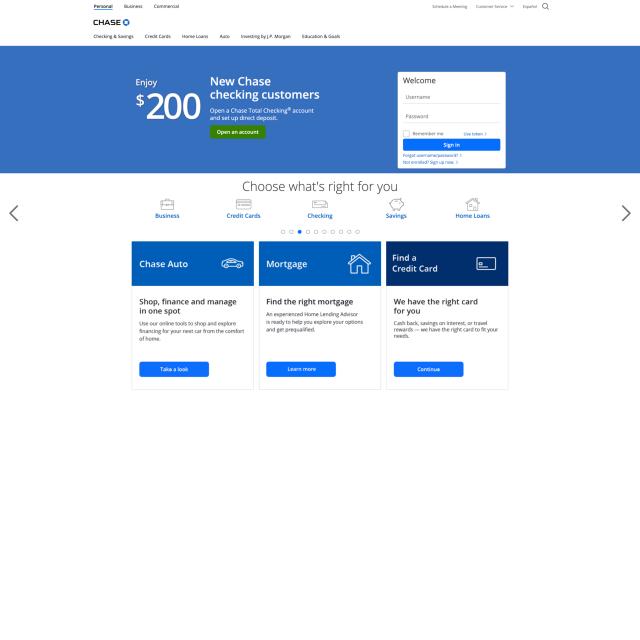 Personal Business Commercial Schedule a Meeting Customer Service Español
CHASE
Checking & Savings Credit Cards Home Loans Auto Investing by J.P. Morgan Education & Goals
Enjoy
$200
New Chase
checking customers
Open a Chase Total Checking® account
and set up direct deposit.
Open an account
Welcome
Username
Password
Remember me Use token
Sign in
Forgot username/password?
Not enrolled? Sign up now.
Choose what's right for you
Business Credit Cards Checking Savings Home Loans
Chase Auto
Shop, finance and manage
in one spot
Use our online tools to shop and explore
financing for your next car from the comfort
of home.
Take a look
Mortgage
Find the right mortgage
An experienced Home Lending Advisor
is ready to help you explore your options
and get prequalified.
Learn more
Find a
Credit Card
We have the right card
for you
Cash back, savings on interest, or travel
rewards — we have the right card to fit your
needs.
Continue